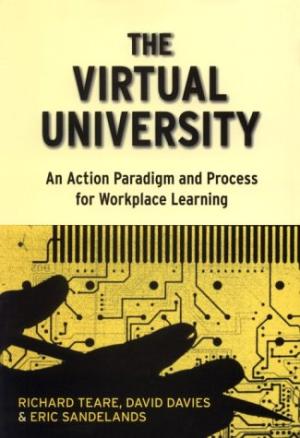 THE
VIRTUAL
UNIVERSITY
An Action Paradigm and Process
for Workplace Learning
RICHARD TEARE, DAVID DAVIES
& ERIC SANDELANDS